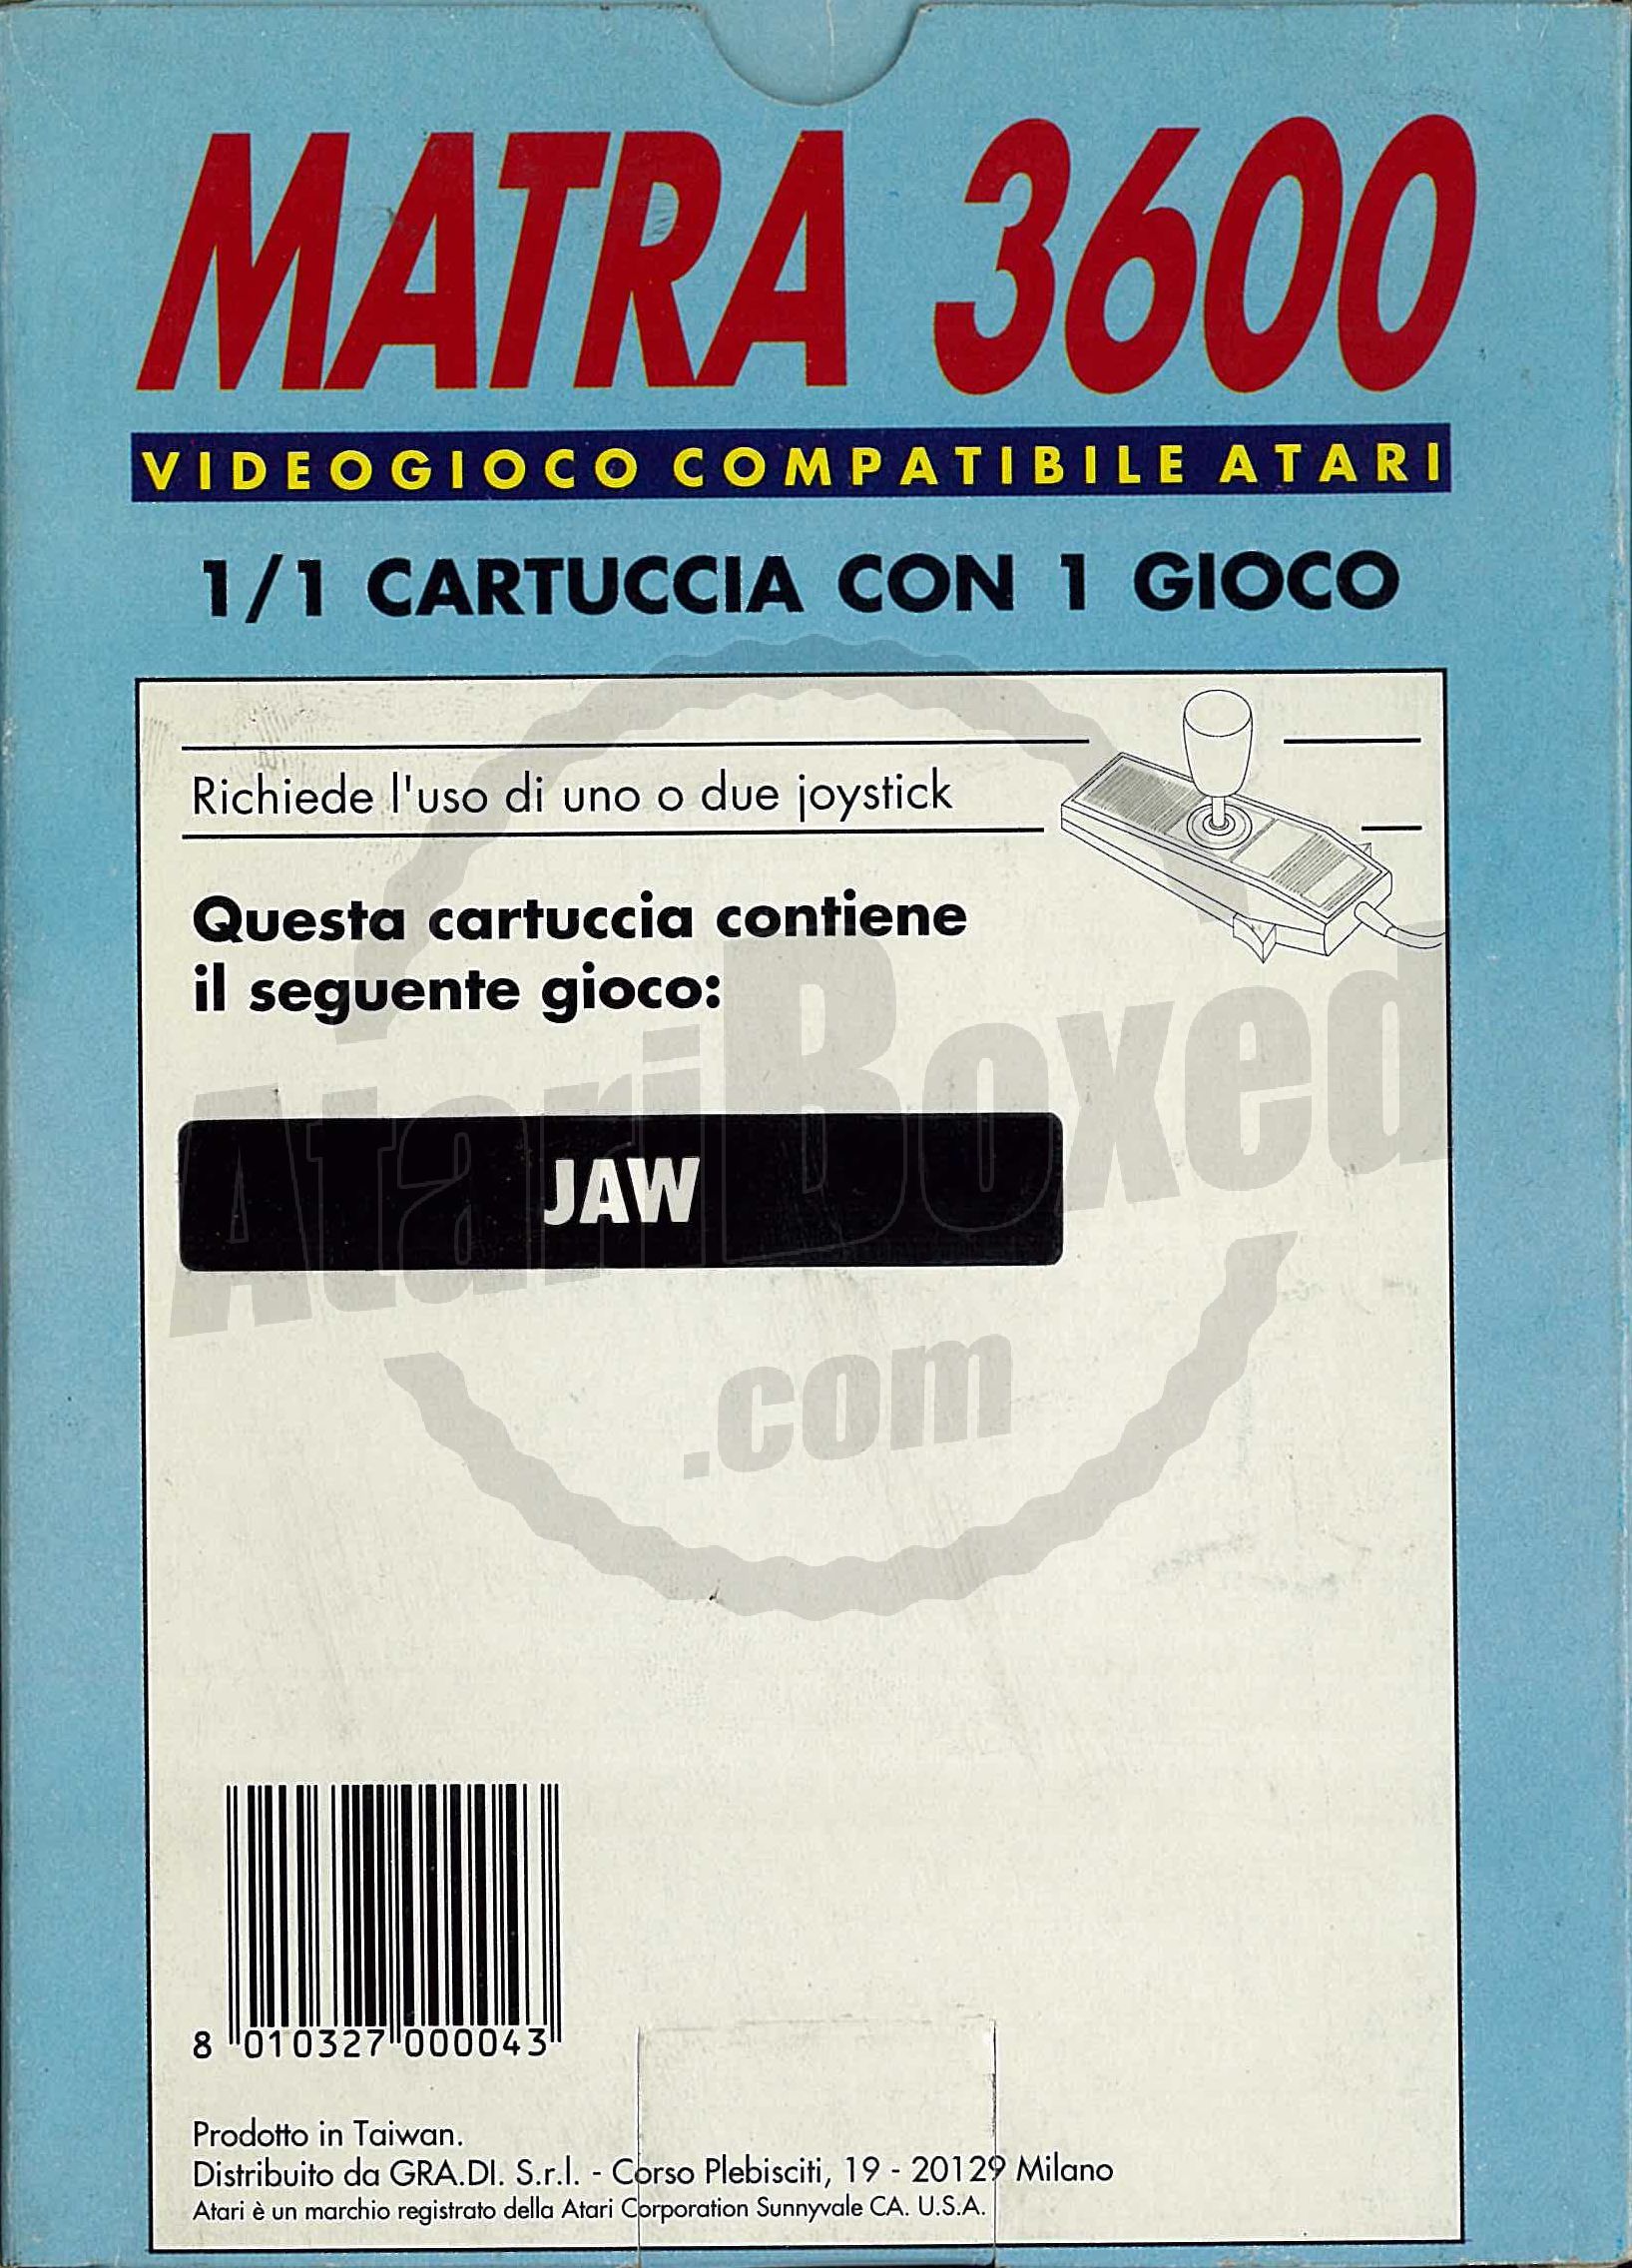 MATRA 3600
VIDEOGIOCO COMPATIBILE ATARI
1/1 CARTUCCIA CON 1 GIOCO
Richiede l'uso di uno o due joystick
Questa cartuccia contiene
il seguente gioco:
JAW
AtariBoxed
.com
8 010327 000043
Prodotto in Taiwan.
Distribuito da GRA.DI. S.r.l. - Corso Plebisciti, 19 - 20129 Milano
Atari è un marchio registrato della Atari Corporation Sunnyvale CA. U.S.A.